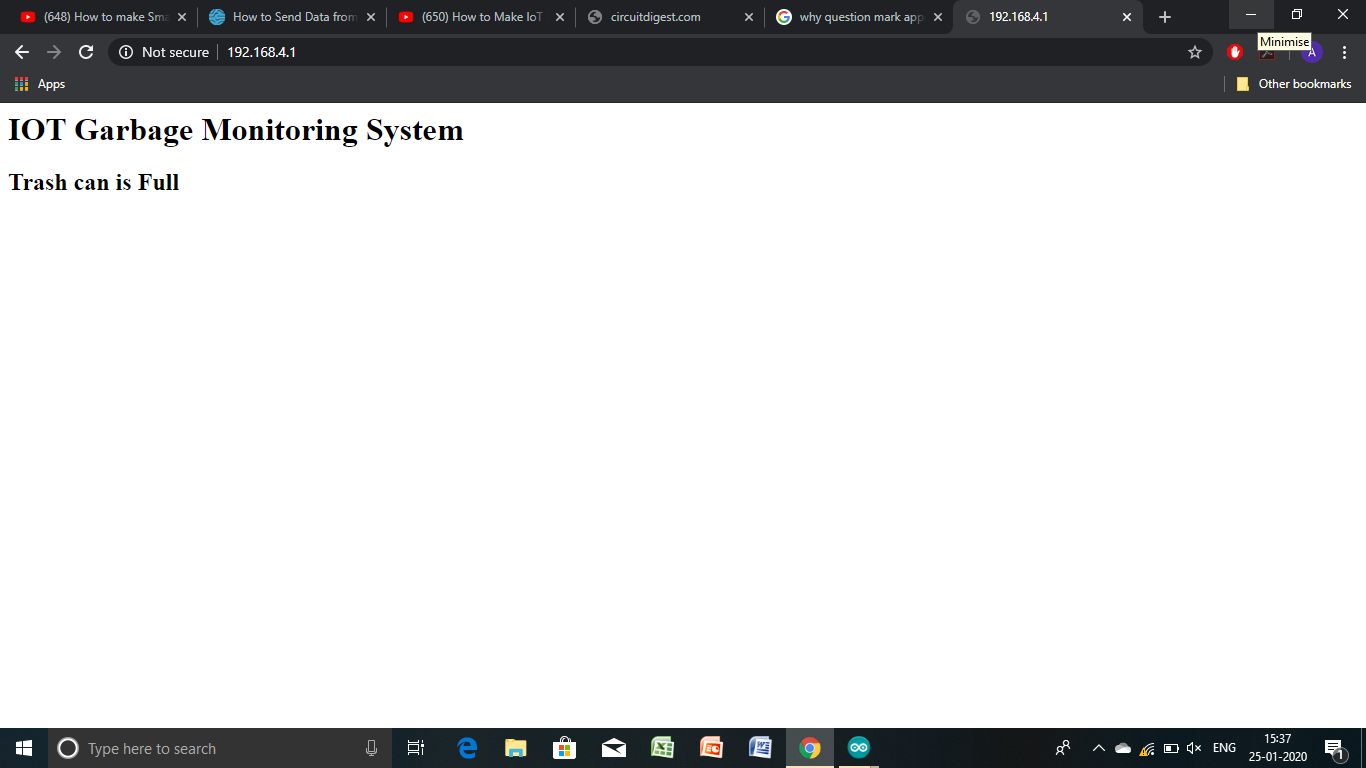 (648) How to make Sma
How to Send Data from
(650) How to Make IoT
circuitdigest.com
why question mark app
192.168.4.1
Not secure
192.168.4.1
Minimise
A
Apps
Other bookmarks
IOT Garbage Monitoring System
Trash can is Full
Type here to search
ENG
15:37
25-01-2020
1